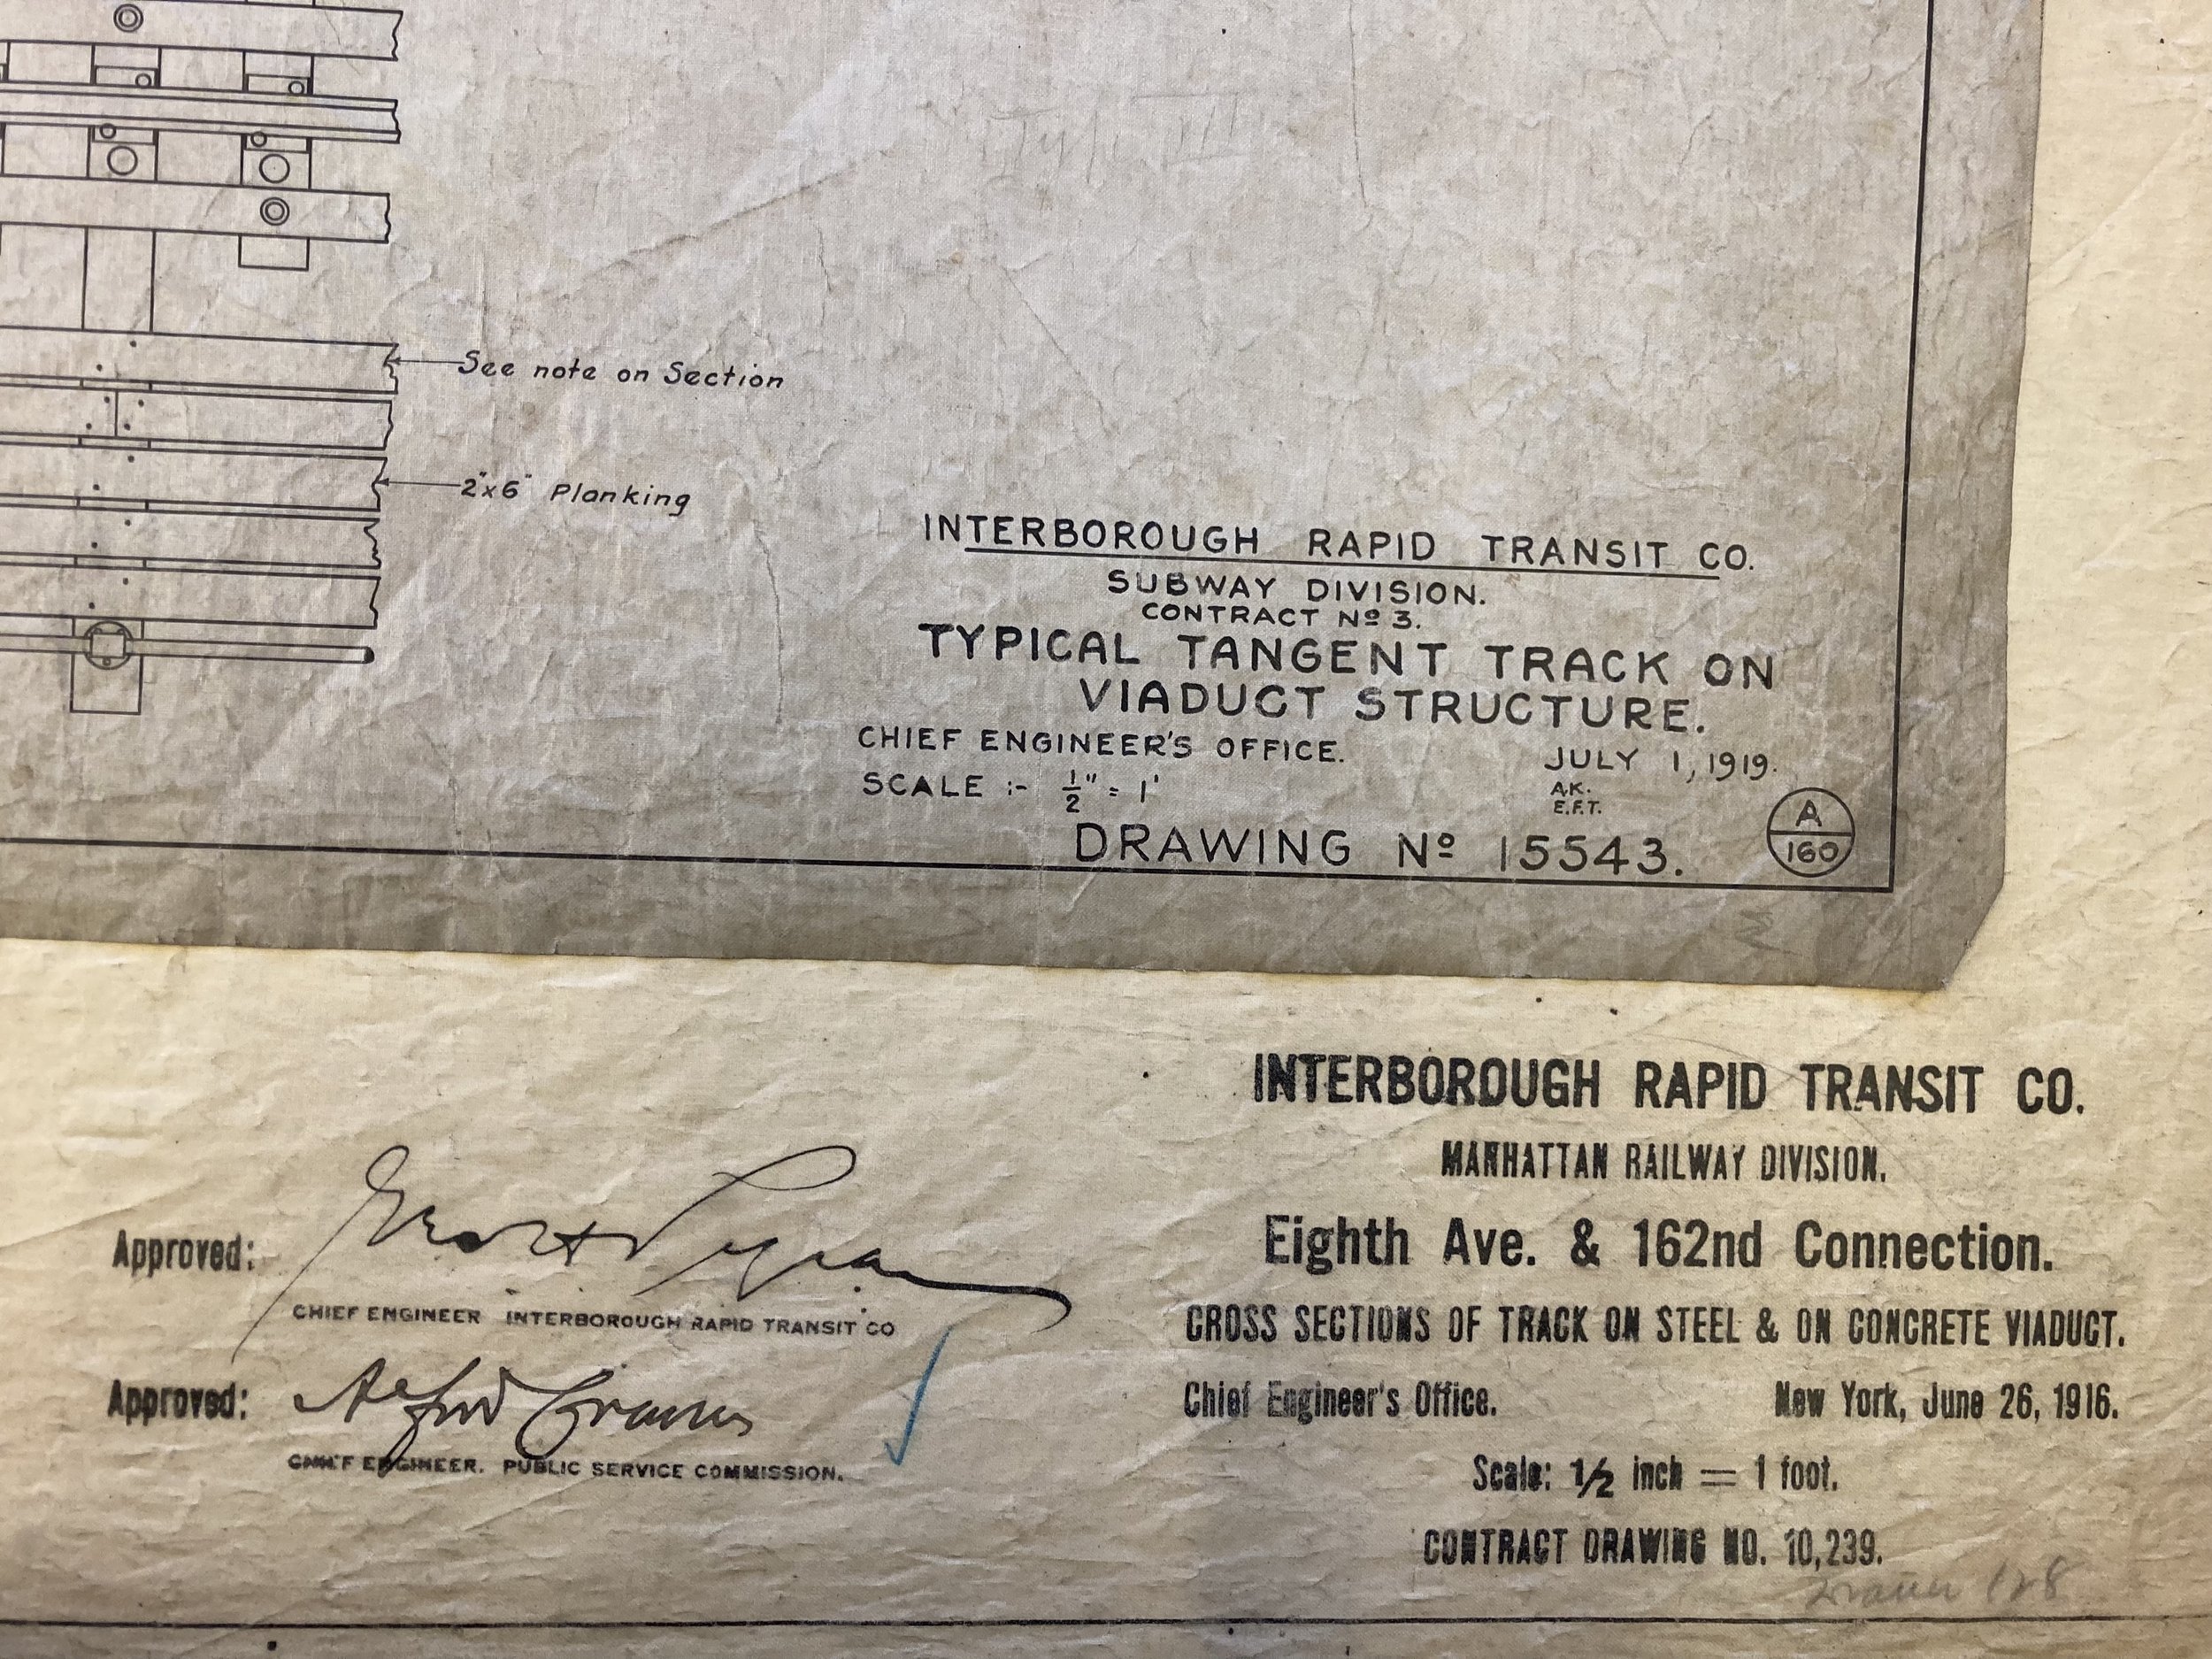 See note on Section
2"x6" Planking
INTERBOROUGH RAPID TRANSIT CO.
SUBWAY DIVISION.
CONTRACT Nº 3.
TYPICAL TANGENT TRACK ON
VIADUCT STRUCTURE.
CHIEF ENGINEER'S OFFICE.
JULY 1, 1919.
SCALE :- ½" = 1'
A.K.
E.F.T.
DRAWING Nº 15543.
A
160
INTERBOROUGH RAPID TRANSIT CO.
MANHATTAN RAILWAY DIVISION.
Eighth Ave. & 162nd Connection.
CROSS SECTIONS OF TRACK ON STEEL & ON CONCRETE VIADUCT.
Chief Engineer's Office. New York, June 26, 1916.
Scale: 1/2 inch = 1 foot.
CONTRACT DRAWING NO. 10,239.
Approved:
CHIEF ENGINEER INTERBOROUGH RAPID TRANSIT CO
Approved: Alfred Craven
CHIEF ENGINEER. PUBLIC SERVICE COMMISSION.